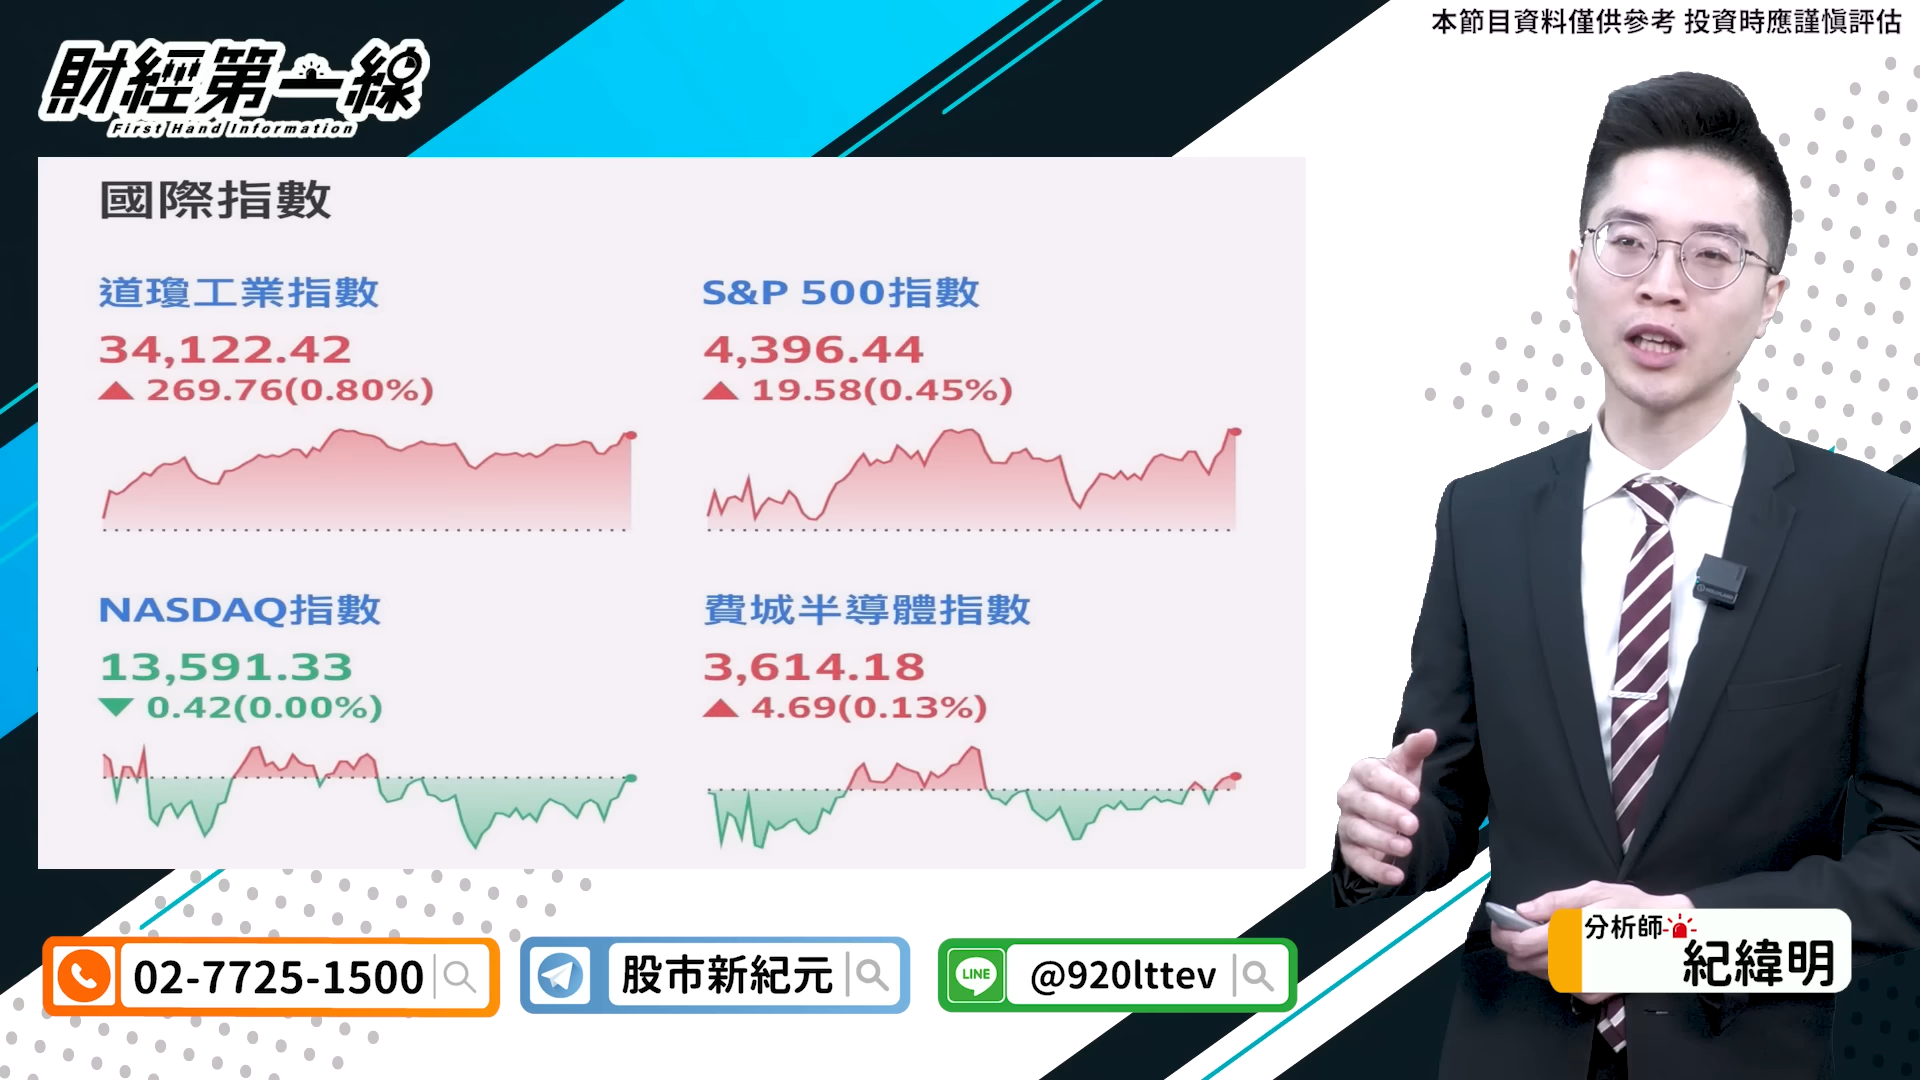 本節目資料僅供參考 投資時應謹慎評估
財經第一線
First Hand Information
國際指數
道瓊工業指數
34,122.42
▲ 269.76(0.80%)
S&P 500指數
4,396.44
▲ 19.58(0.45%)
NASDAQ指數
13,591.33
▼ 0.42(0.00%)
費城半導體指數
3,614.18
▲ 4.69(0.13%)
分析師
紀緯明
02-7725-1500
股市新紀元
LINE
@920lttev